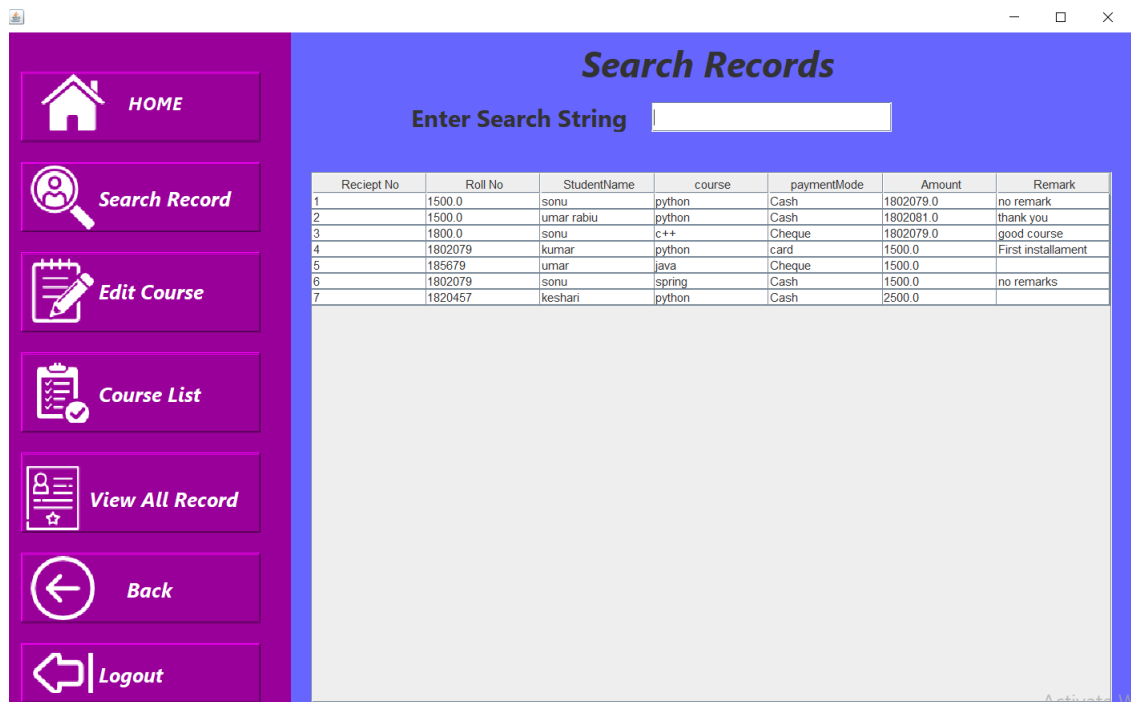 Search Records
Enter Search String
HOME
Search Record
Edit Course
Course List
View All Record
Back
Logout
Reciept No Roll No StudentName course paymentMode Amount Remark
1 1500.0 sonu python Cash 1802079.0 no remark
2 1500.0 umar rabiu python Cash 1802081.0 thank you
3 1800.0 sonu c++ Cheque 1802079.0 good course
4 1802079 kumar python card 1500.0 First installament
5 185679 umar java Cheque 1500.0
6 1802079 sonu spring Cash 1500.0 no remarks
7 1820457 keshari python Cash 2500.0